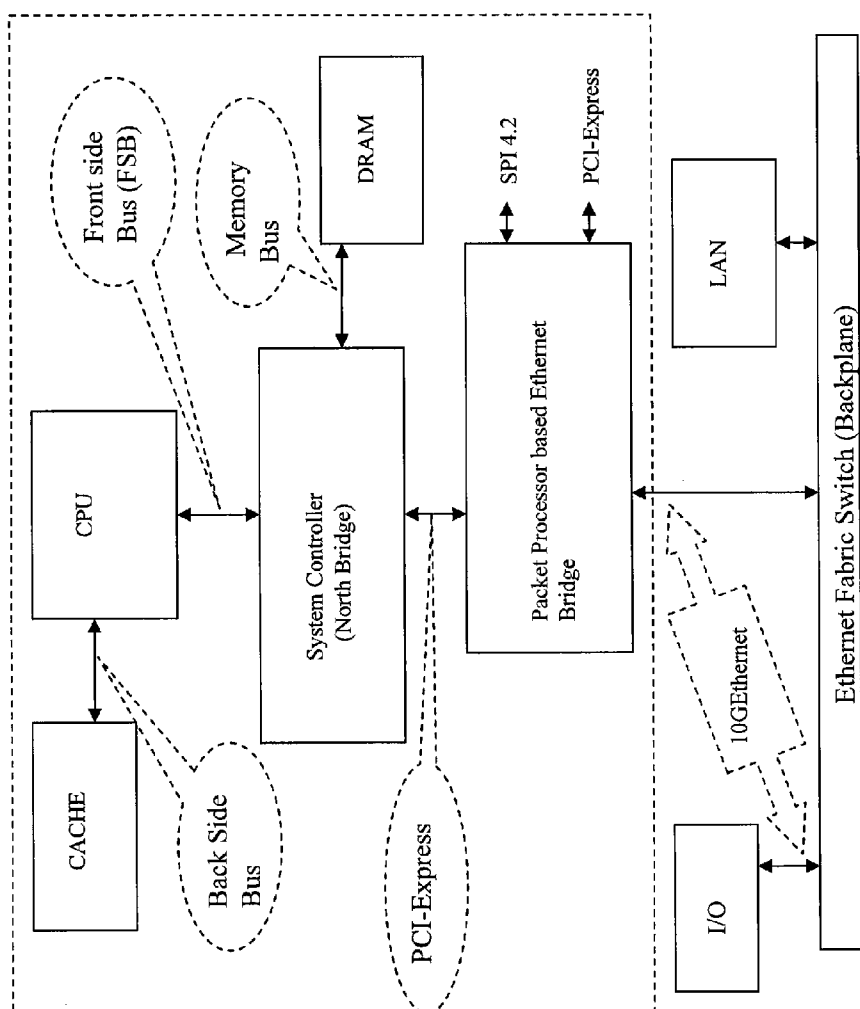 CACHE
CPU
Front side
Bus (FSB)
Back Side
Bus
Memory
Bus
DRAM
System Controller
(North Bridge)
PCI-Express
Packet Processor based Ethernet
Bridge
SPI 4.2
PCI-Express
I/O
10GEthernet
LAN
Ethernet Fabric Switch (Backplane)